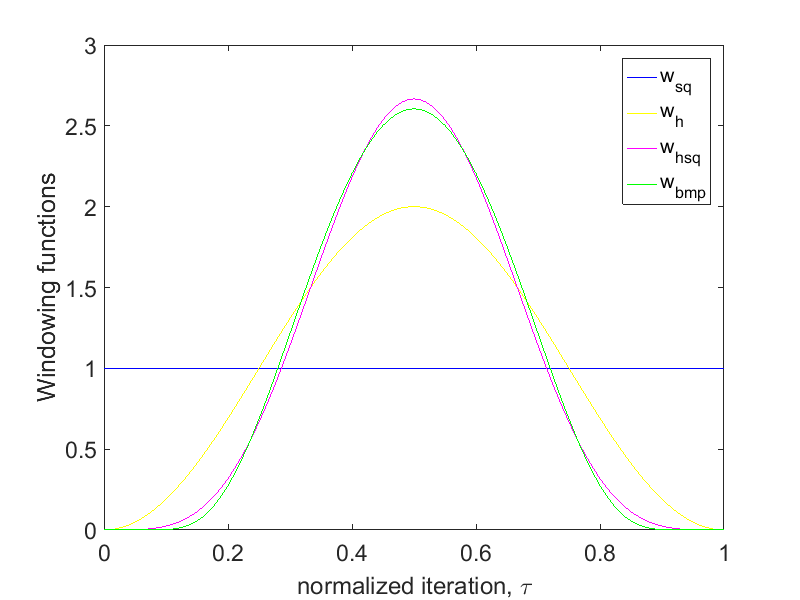 3
2.5
2
1.5
1
0.5
0
Windowing functions
0
0.2
0.4
0.6
0.8
1
normalized iteration, τ
w_sq
w_h
w_hsq
w_bmp